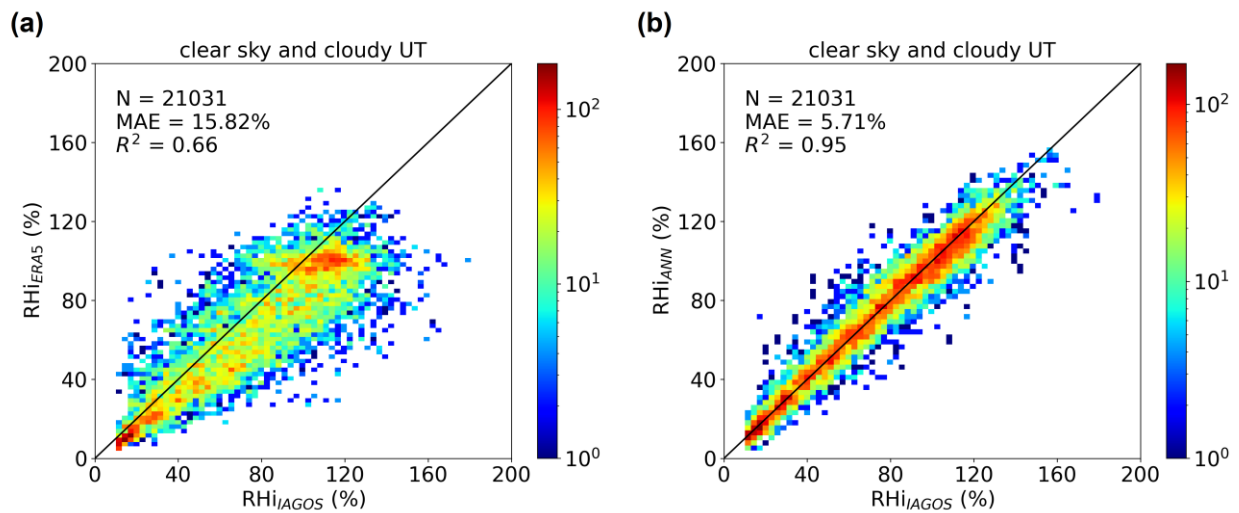 (a)
clear sky and cloudy UT
N = 21031
MAE = 15.82%
R² = 0.66
200
160
120
80
40
0
RHi_ERA5 (%)
0 40 80 120 160 200
RHi_IAGOS (%)
10²
10¹
10⁰
(b)
clear sky and cloudy UT
N = 21031
MAE = 5.71%
R² = 0.95
200
160
120
80
40
0
RHi_ANN (%)
0 40 80 120 160 200
RHi_IAGOS (%)
10²
10¹
10⁰